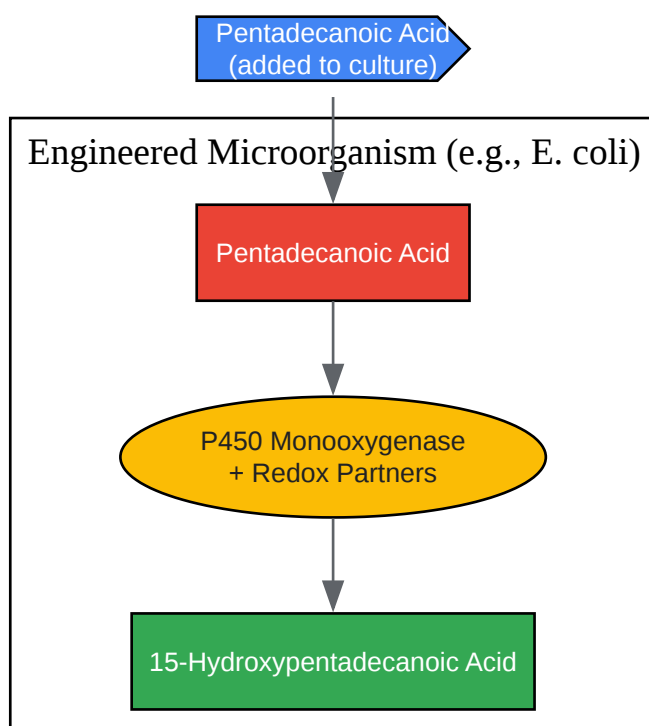 Pentadecanoic Acid
(added to culture)
Engineered Microorganism (e.g., E. coli)
Pentadecanoic Acid
P450 Monooxygenase
+ Redox Partners
15-Hydroxypentadecanoic Acid